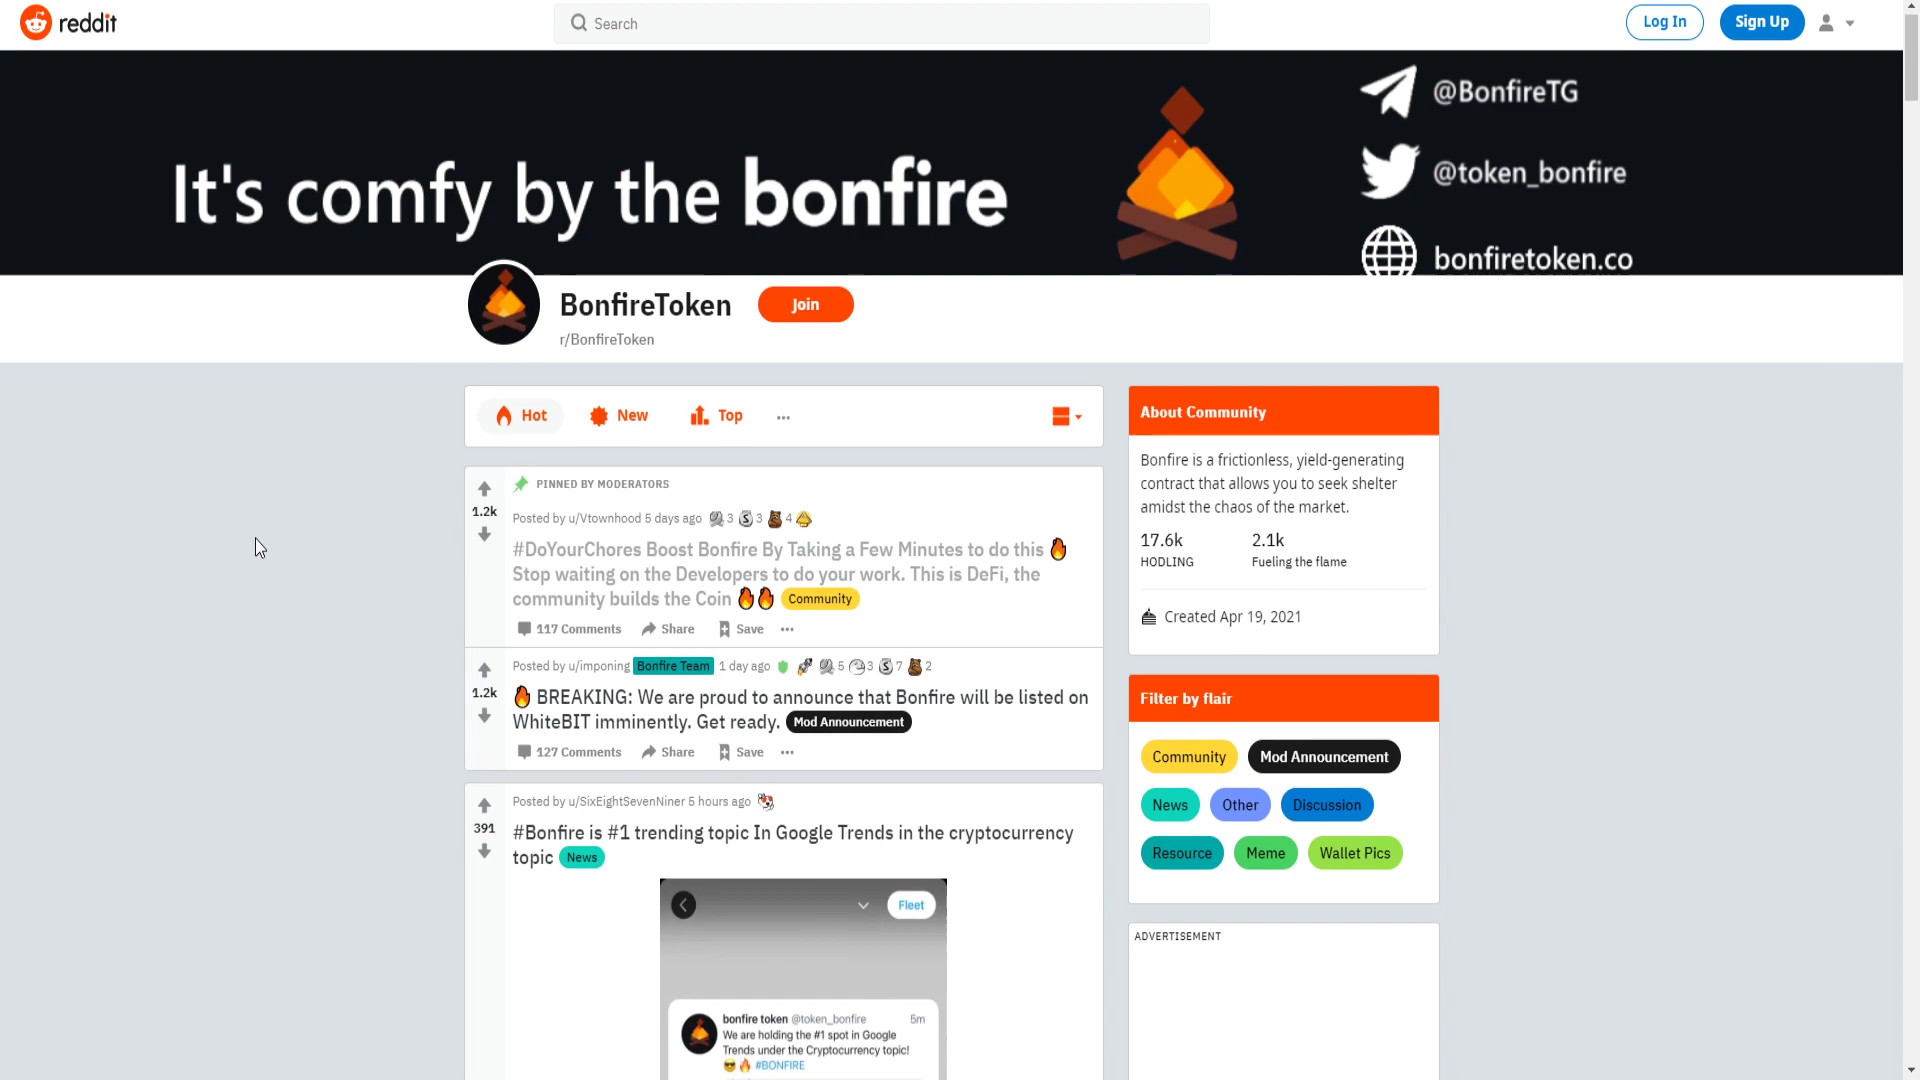 reddit
Search
Log In
Sign Up
It's comfy by the bonfire
@BonfireTG
@token_bonfire
bonfiretoken.co
BonfireToken
Join
r/BonfireToken
Hot
New
Top
PINNED BY MODERATORS
1.2k
Posted by u/Vtownhood 5 days ago 3 3 4
#DoYourChores Boost Bonfire By Taking a Few Minutes to do this
Stop waiting on the Developers to do your work. This is DeFi, the
community builds the Coin Community
117 Comments Share Save
Posted by u/imponing Bonfire Team 1 day ago 5 3 7 2
1.2k
BREAKING: We are proud to announce that Bonfire will be listed on
WhiteBIT imminently. Get ready. Mod Announcement
127 Comments Share Save
Posted by u/SixEightSevenNiner 5 hours ago
391
#Bonfire is #1 trending topic In Google Trends in the cryptocurrency
topic News
Fleet
bonfire token @token_bonfire 5m
We are holding the #1 spot in Google
Trends under the Cryptocurrency topic!
#BONFIRE
About Community
Bonfire is a frictionless, yield-generating
contract that allows you to seek shelter
amidst the chaos of the market.
17.6k 2.1k
HODLING Fueling the flame
Created Apr 19, 2021
Filter by flair
Community Mod Announcement
News Other Discussion
Resource Meme Wallet Pics
ADVERTISEMENT